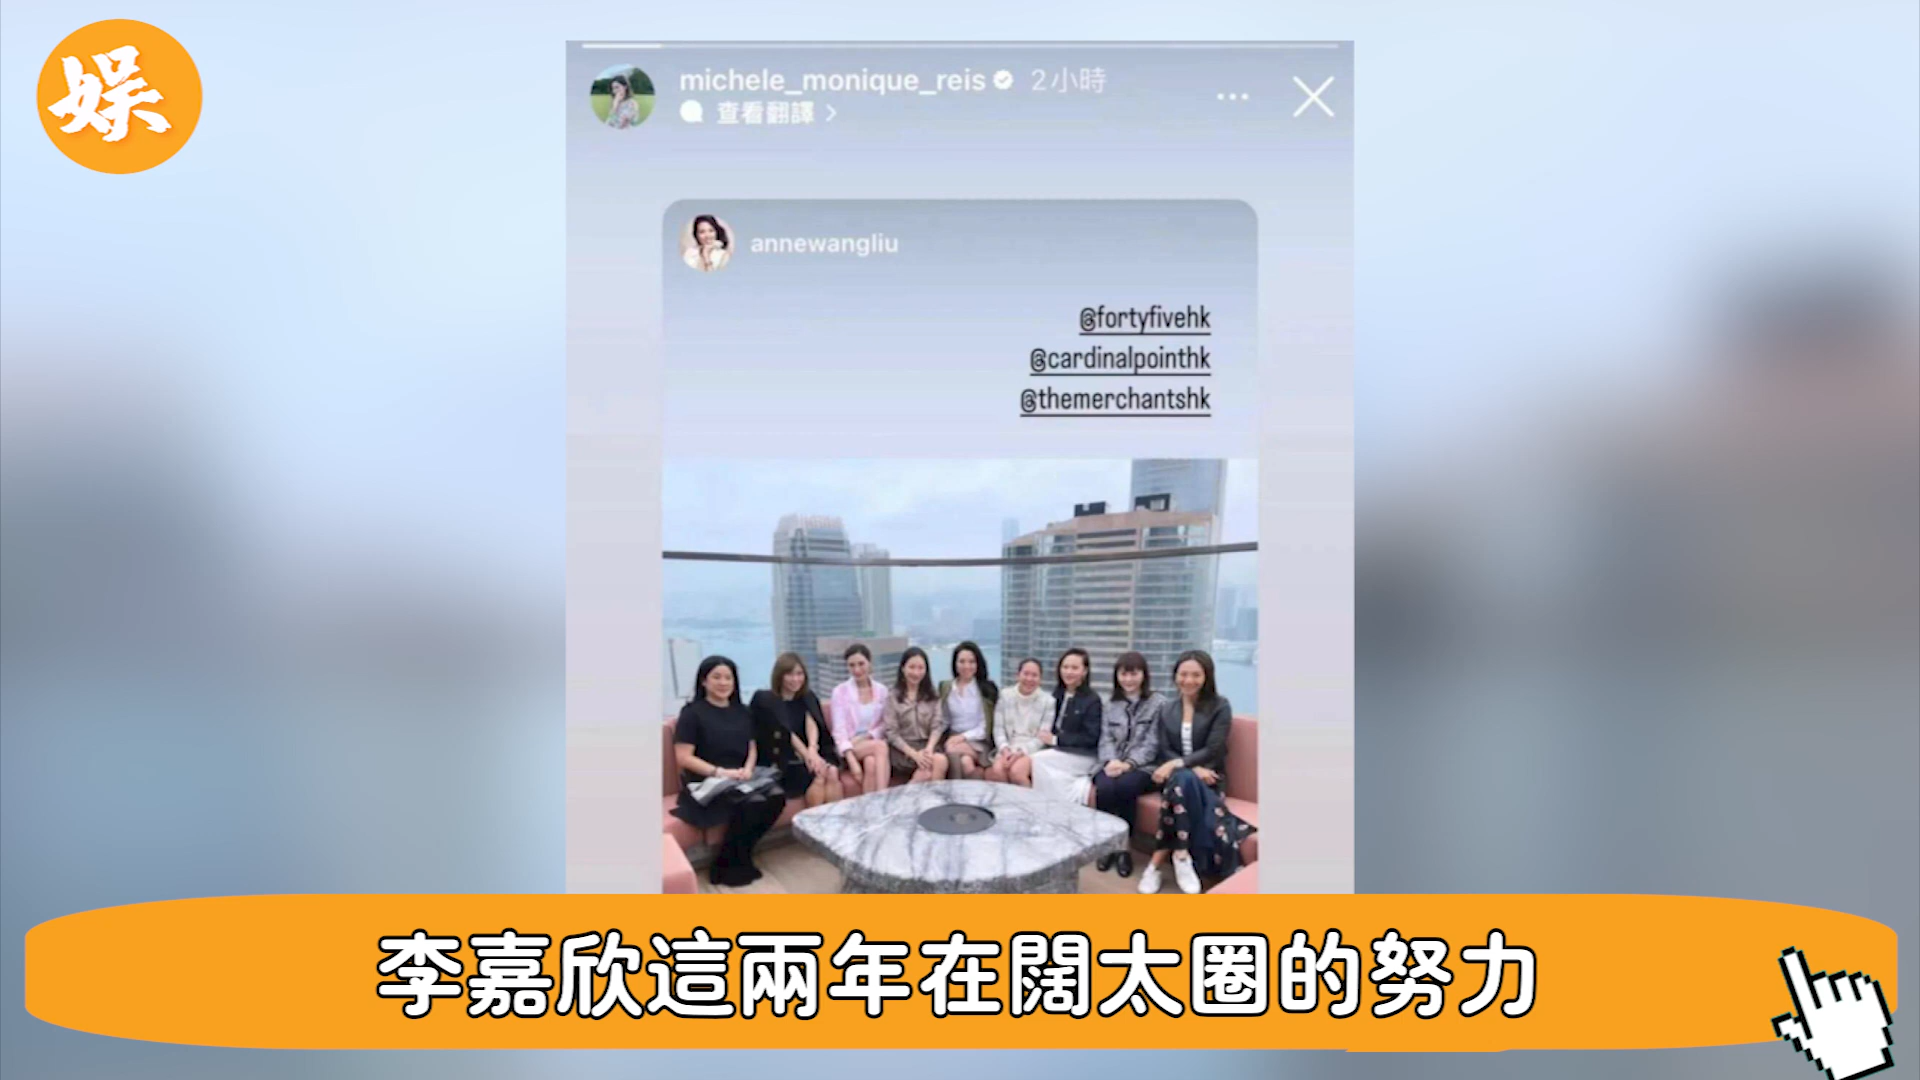 娱
michele_monique_reis 2小時
查看翻譯
annewangliu
@fortyfivehk
@cardinalpointhk
@themerchantshk
李嘉欣這兩年在闊太圈的努力